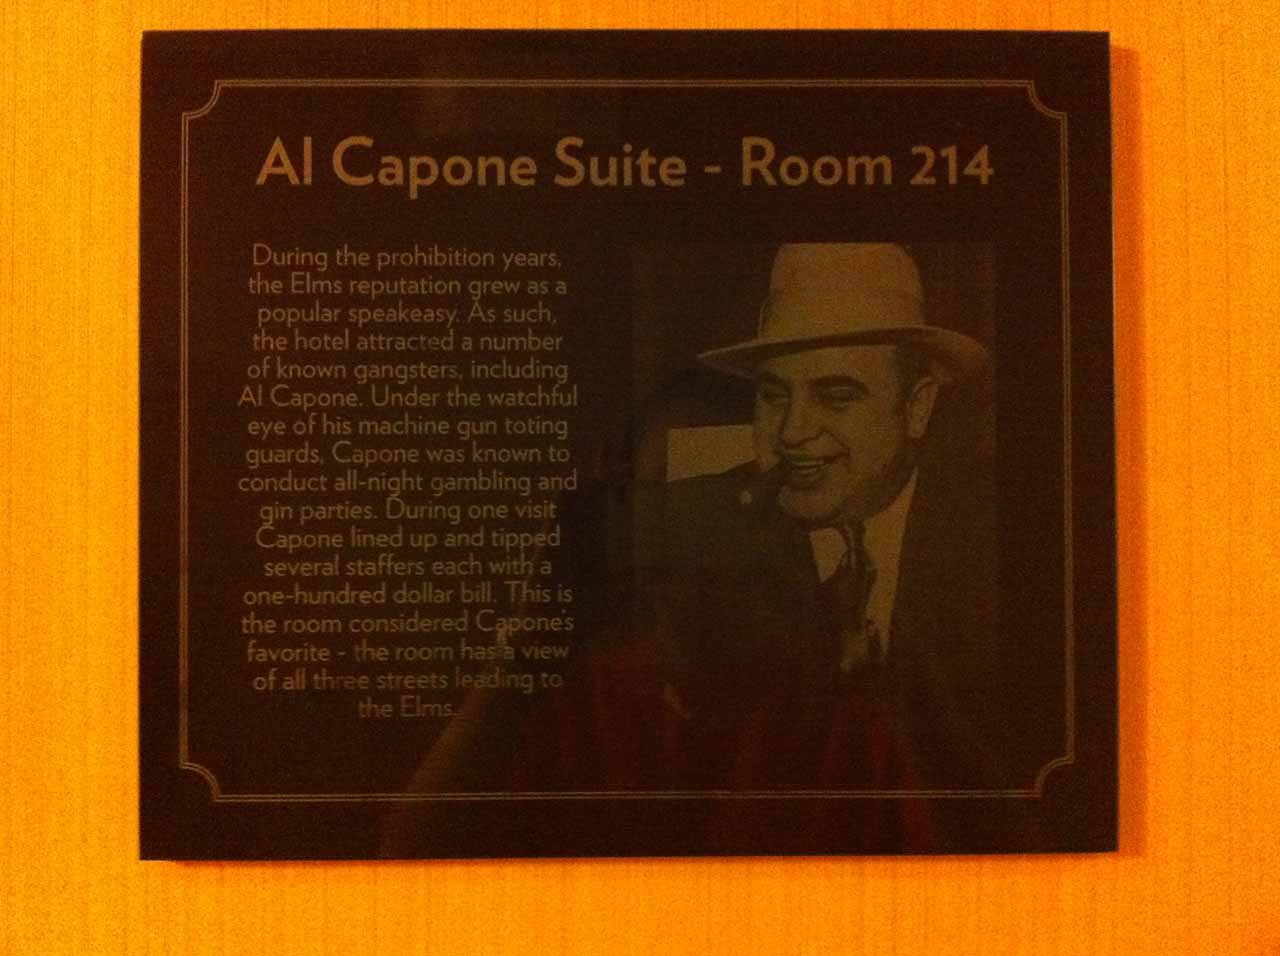 Al Capone Suite - Room 214
During the prohibition years,
the Elms reputation grew as a
popular speakeasy. As such,
the hotel attracted a number
of known gangsters, including
Al Capone. Under the watchful
eye of his machine gun toting
guards, Capone was known to
conduct all-night gambling and
gin parties. During one visit
Capone lined up and tipped
several staffers each with a
one-hundred dollar bill. This is
the room considered Capone's
favorite - the room has a view
of all three streets leading to
the Elms.